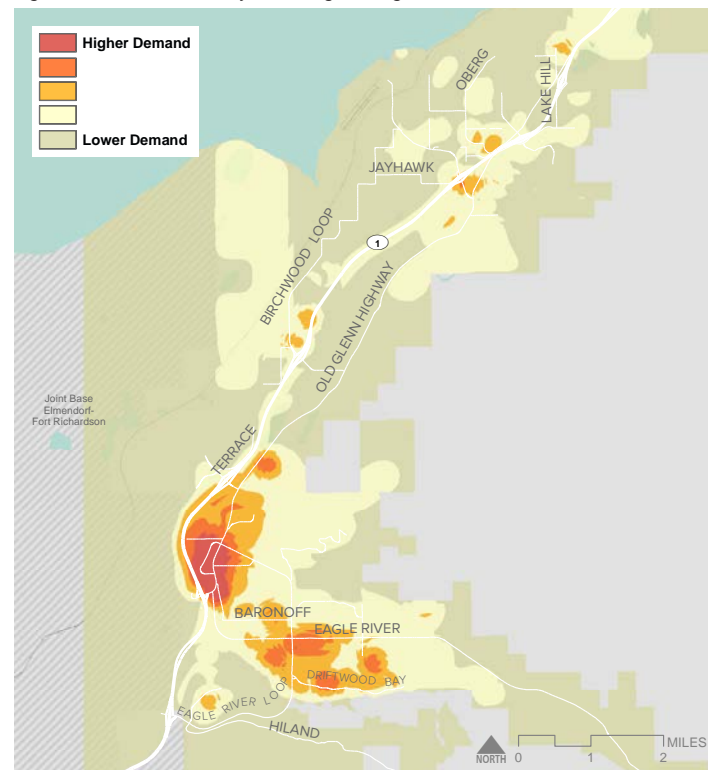 Higher Demand
Lower Demand
OBERG
LAKE HILL
JAYHAWK
BIRCHWOOD LOOP
1
OLD GLENN HIGHWAY
Joint Base
Elmendorf-
Fort Richardson
TERRACE
BARONOFF
EAGLE RIVER
DRIFTWOOD BAY
EAGLE RIVER LOOP
HILAND
NORTH
0 1 2
MILES